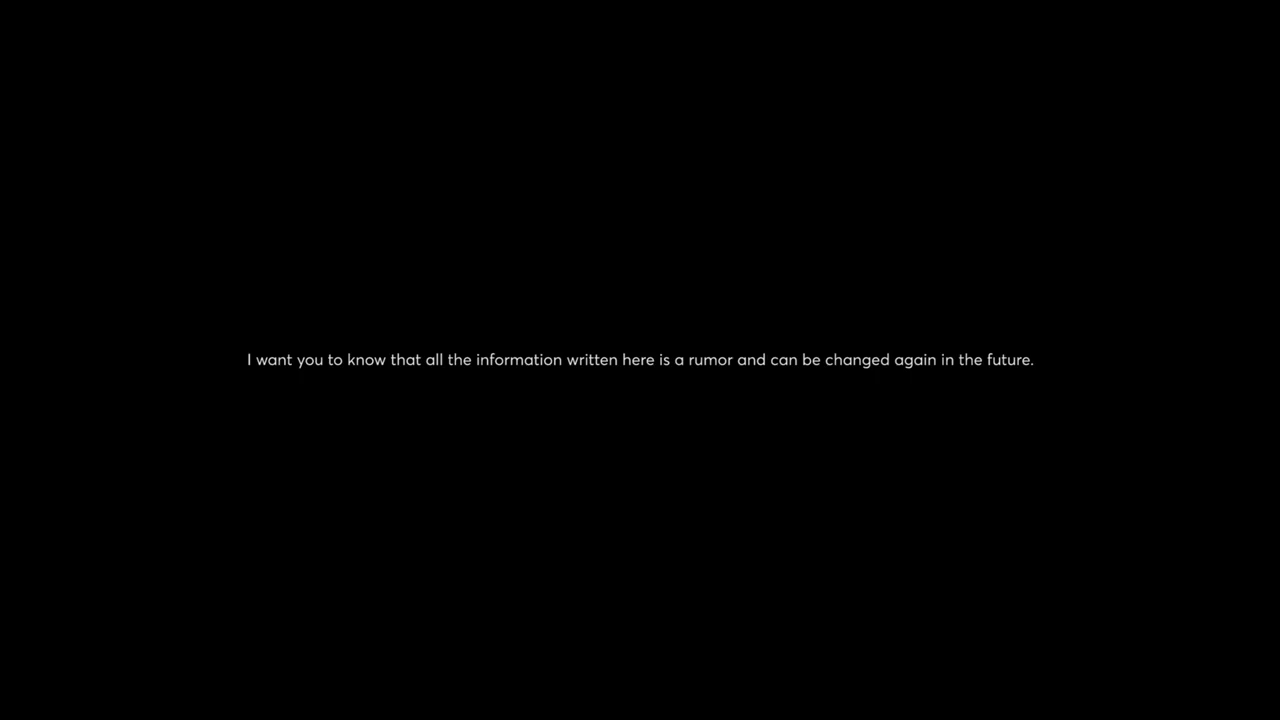 I want you to know that all the information written here is a rumor and can be changed again in the future.